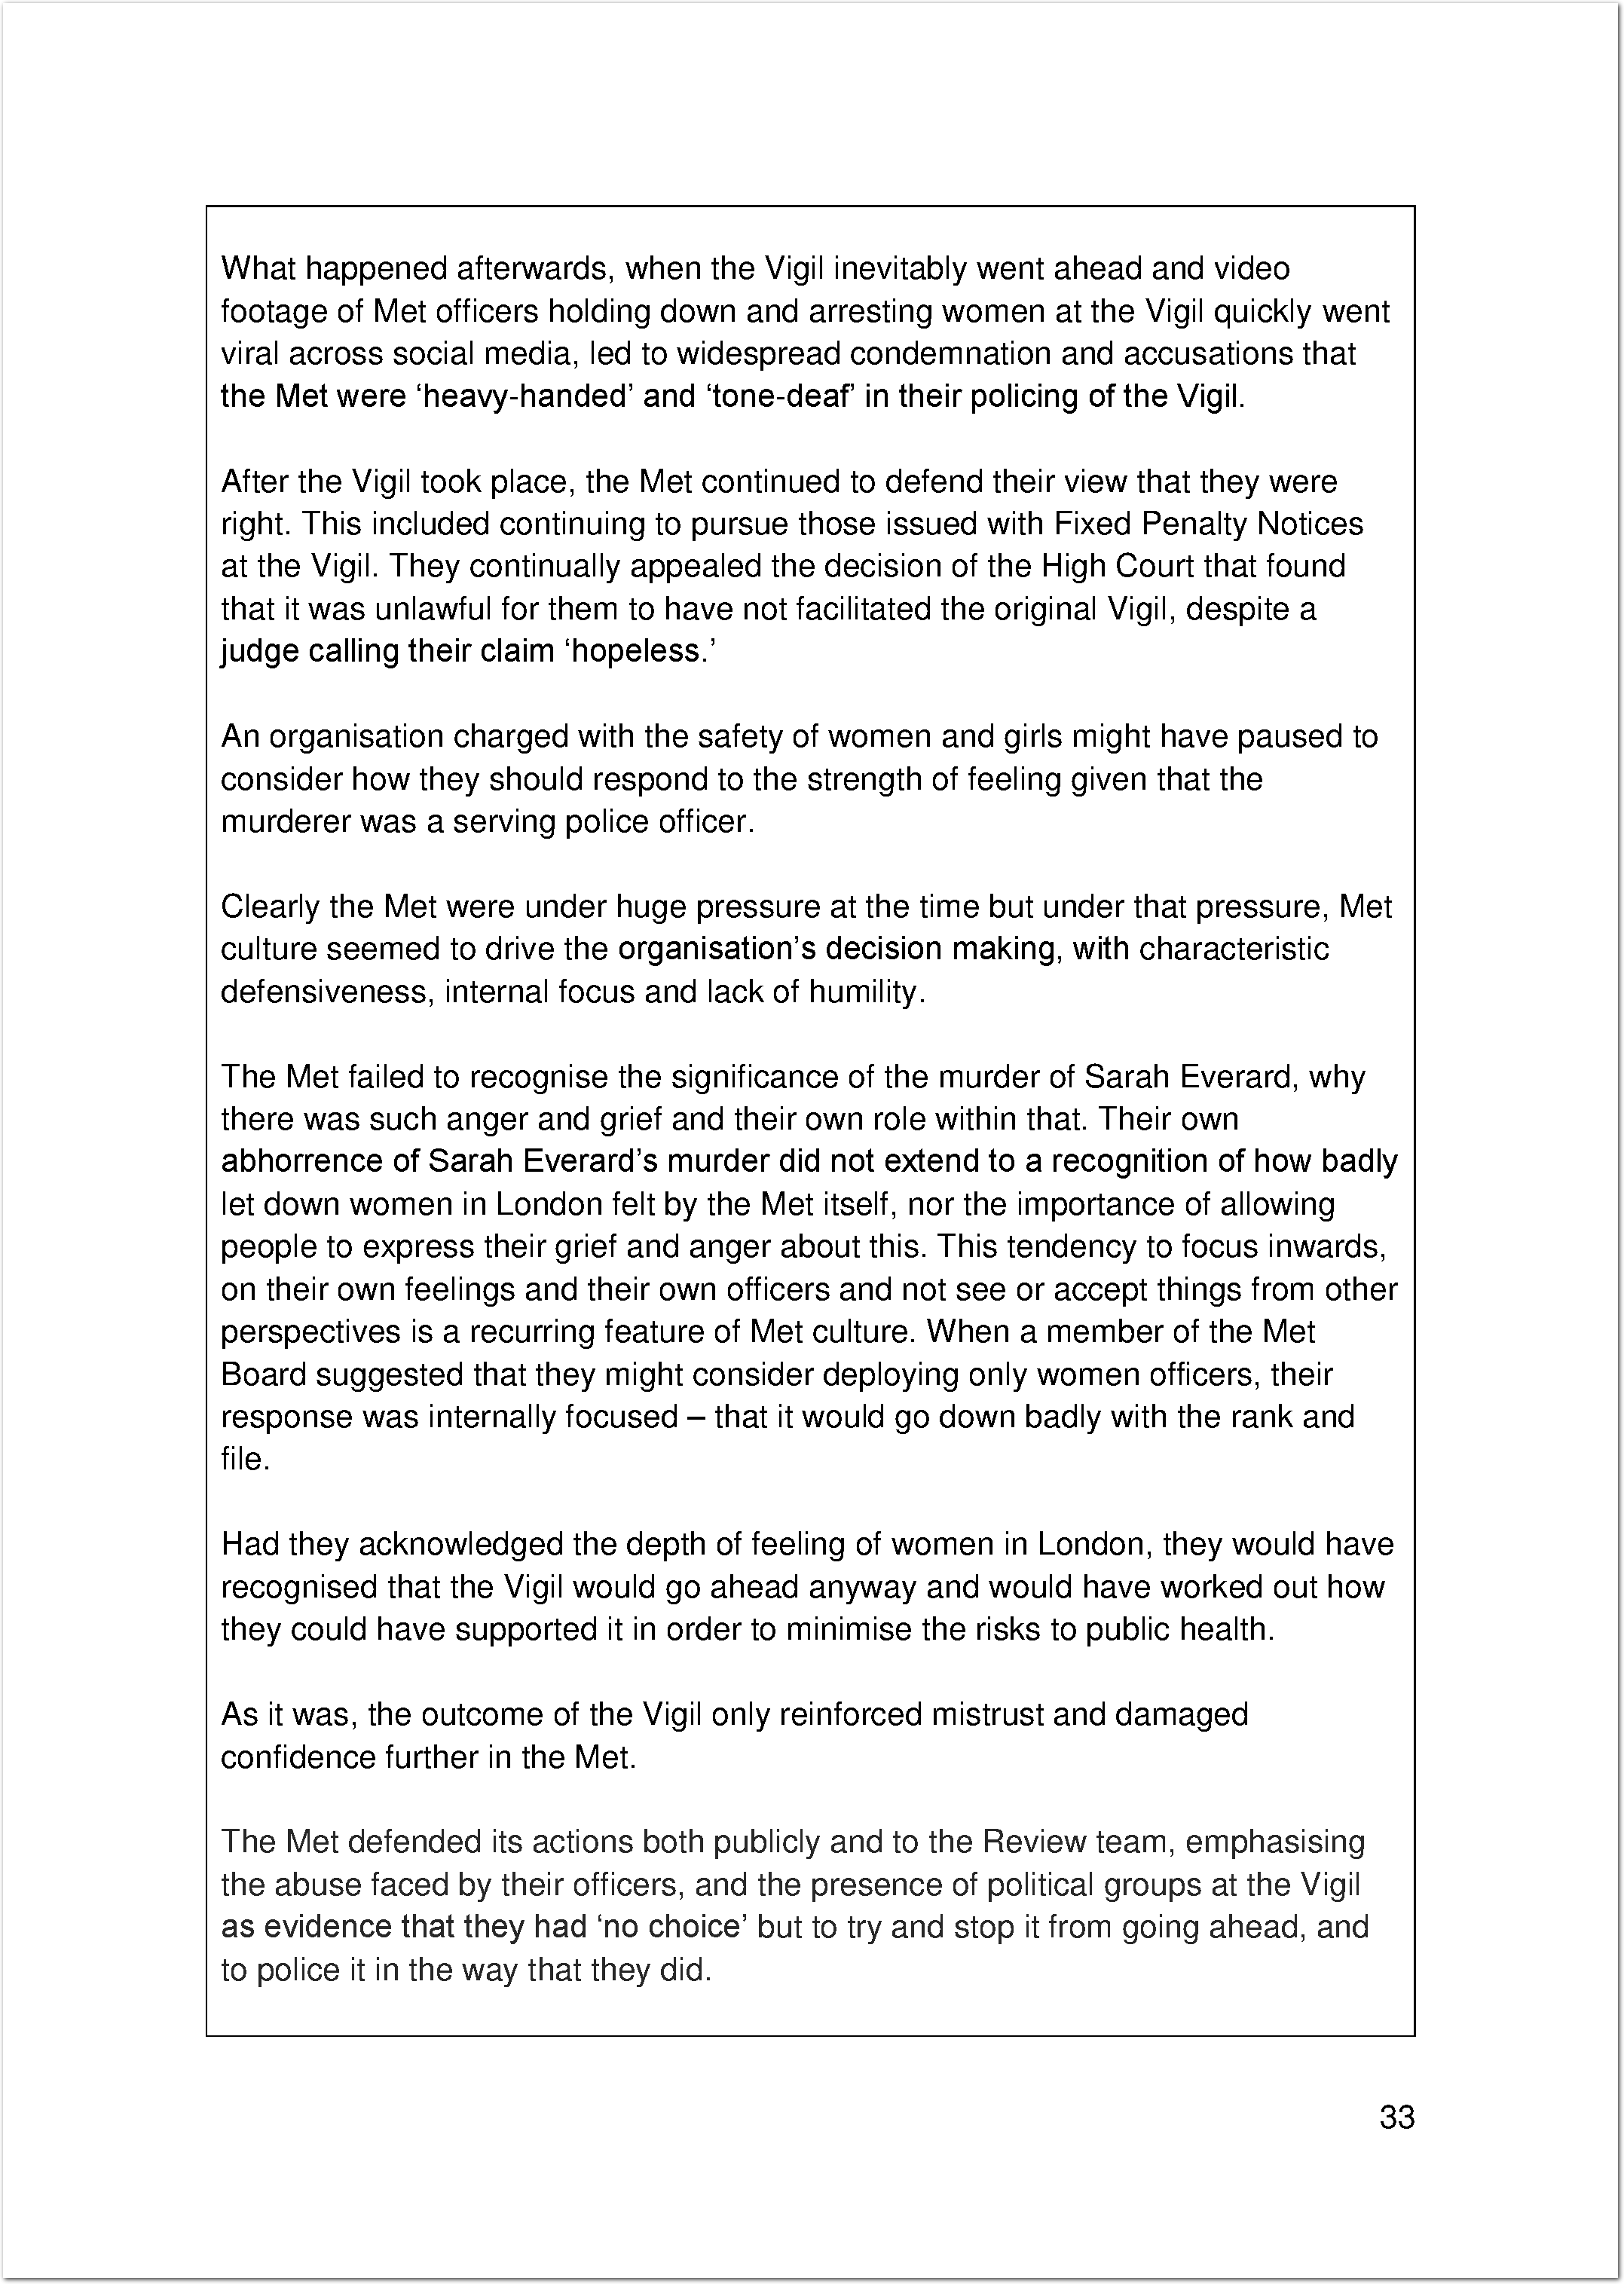 What happened afterwards, when the Vigil inevitably went ahead and video
footage of Met officers holding down and arresting women at the Vigil quickly went
viral across social media, led to widespread condemnation and accusations that
the Met were ‘heavy-handed’ and ‘tone-deaf’ in their policing of the Vigil.
After the Vigil took place, the Met continued to defend their view that they were
right. This included continuing to pursue those issued with Fixed Penalty Notices
at the Vigil. They continually appealed the decision of the High Court that found
that it was unlawful for them to have not facilitated the original Vigil, despite a
judge calling their claim ‘hopeless.’
An organisation charged with the safety of women and girls might have paused to
consider how they should respond to the strength of feeling given that the
murderer was a serving police officer.
Clearly the Met were under huge pressure at the time but under that pressure, Met
culture seemed to drive the organisation’s decision making, with characteristic
defensiveness, internal focus and lack of humility.
The Met failed to recognise the significance of the murder of Sarah Everard, why
there was such anger and grief and their own role within that. Their own
abhorrence of Sarah Everard’s murder did not extend to a recognition of how badly
let down women in London felt by the Met itself, nor the importance of allowing
people to express their grief and anger about this. This tendency to focus inwards,
on their own feelings and their own officers and not see or accept things from other
perspectives is a recurring feature of Met culture. When a member of the Met
Board suggested that they might consider deploying only women officers, their
response was internally focused – that it would go down badly with the rank and
file.
Had they acknowledged the depth of feeling of women in London, they would have
recognised that the Vigil would go ahead anyway and would have worked out how
they could have supported it in order to minimise the risks to public health.
As it was, the outcome of the Vigil only reinforced mistrust and damaged
confidence further in the Met.
The Met defended its actions both publicly and to the Review team, emphasising
the abuse faced by their officers, and the presence of political groups at the Vigil
as evidence that they had ‘no choice’ but to try and stop it from going ahead, and
to police it in the way that they did.
33